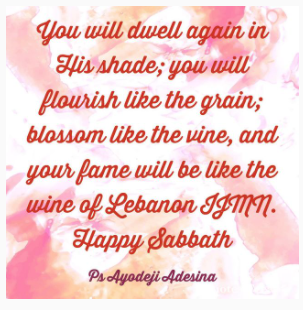 You will dwell again in
His shade; you will
flourish like the grain;
blossom like the vine, and
your fame will be like the
wine of Lebanon IJMN.
Happy Sabbath
Ps Ayodeji Adesina